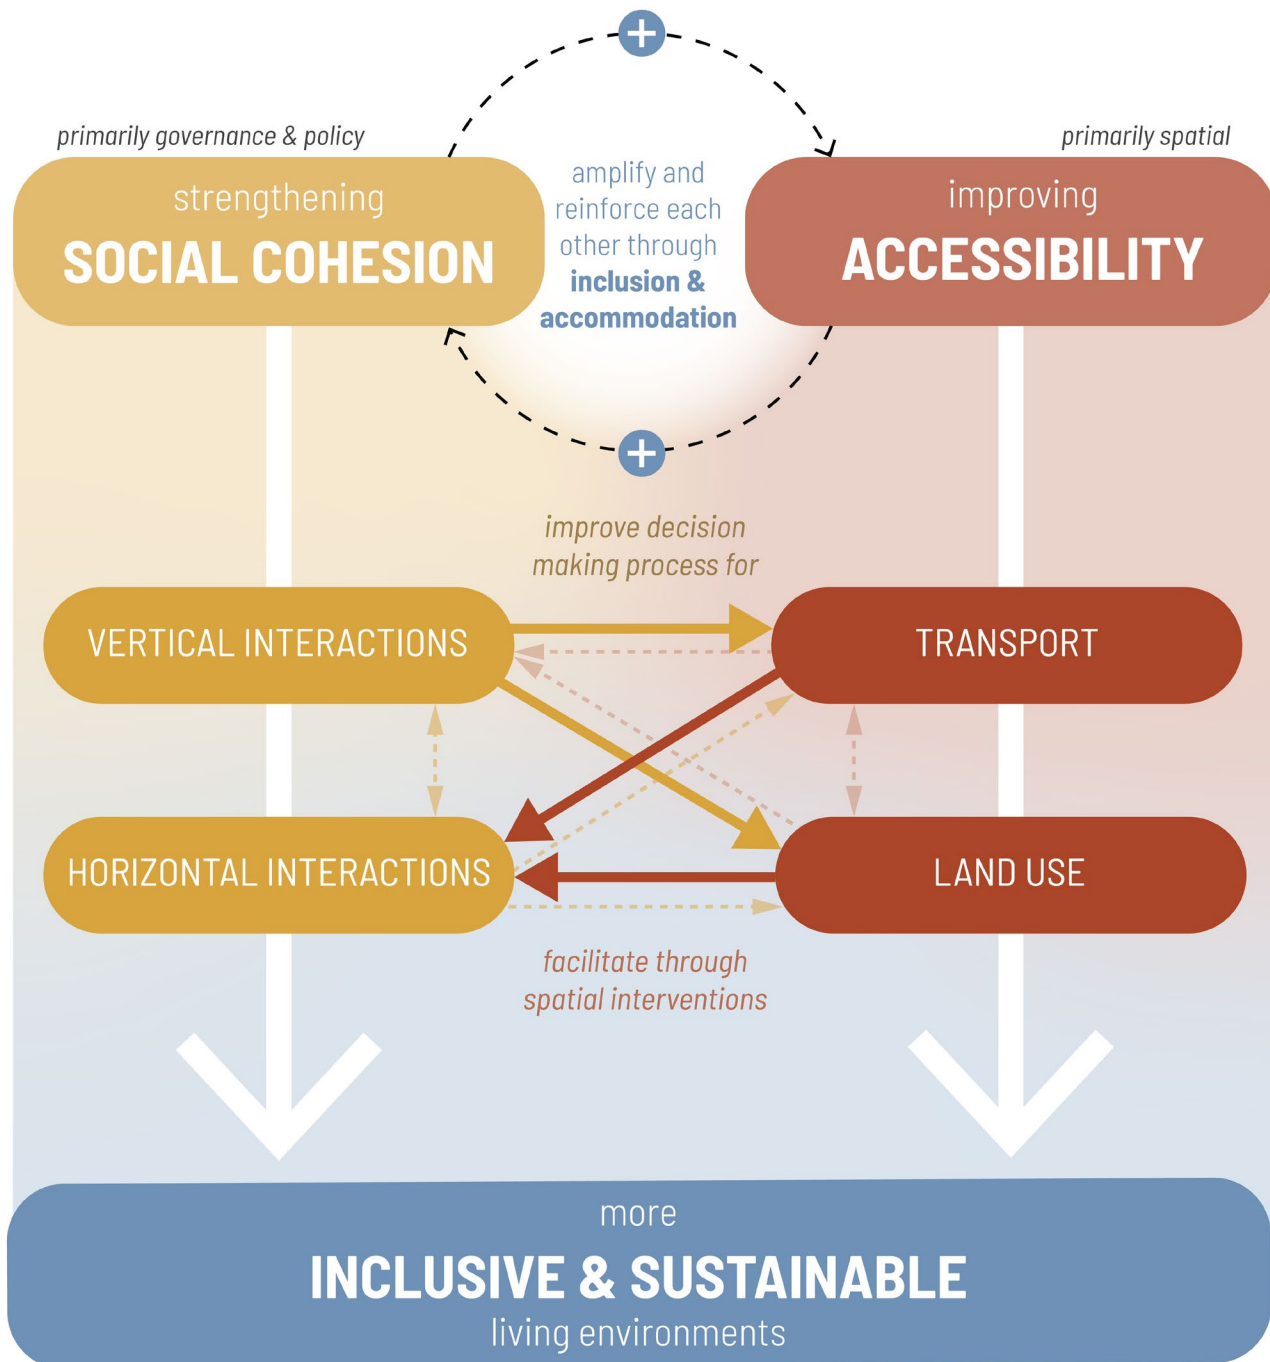 primarily governance & policy
primarily spatial
strengthening
SOCIAL COHESION
amplify and
reinforce each
other through
inclusion &
accommodation
improving
ACCESSIBILITY
improve decision
making process for
VERTICAL INTERACTIONS
TRANSPORT
HORIZONTAL INTERACTIONS
LAND USE
facilitate through
spatial interventions
more
INCLUSIVE & SUSTAINABLE
living environments